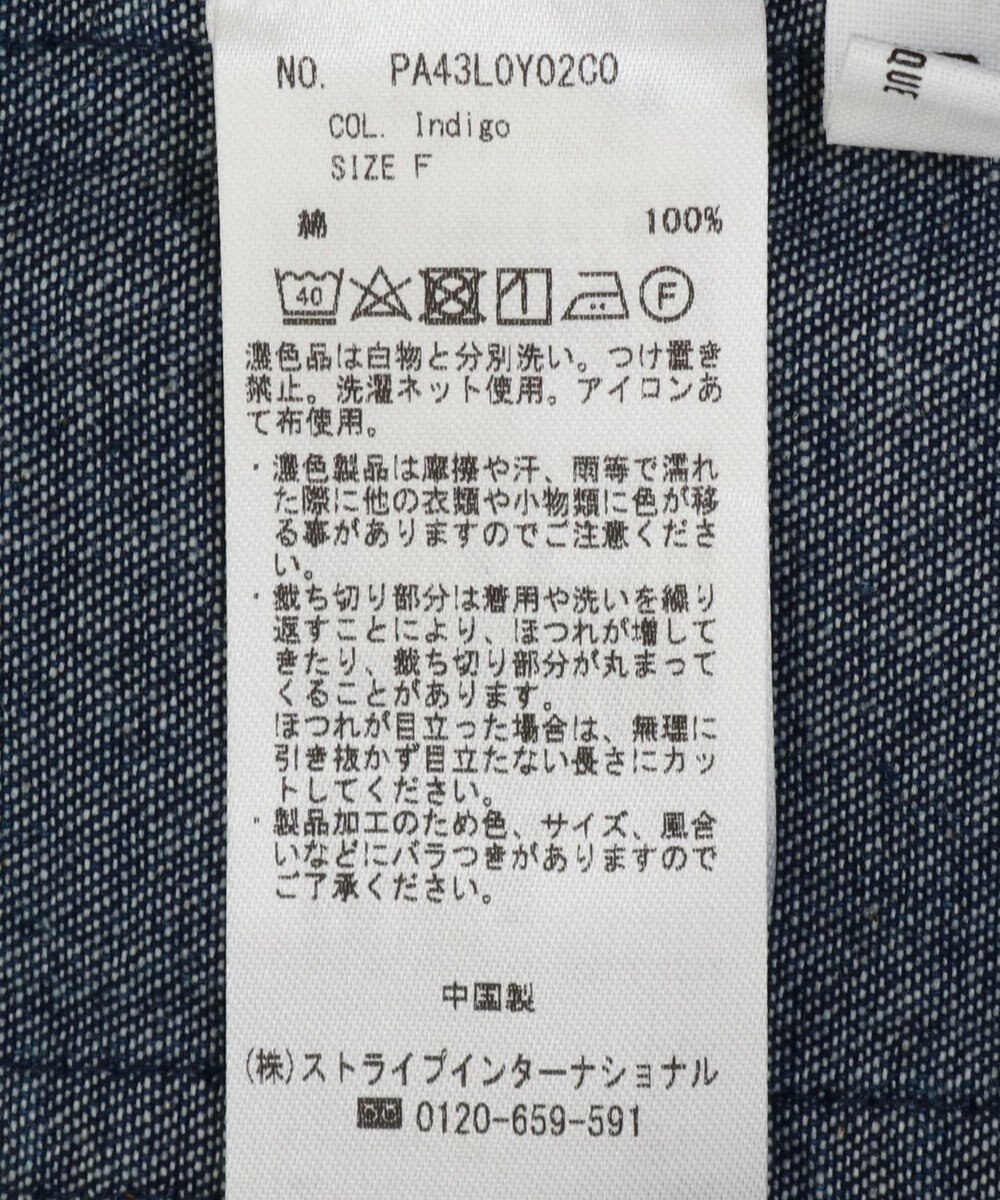 NO. PA43L0Y02C0
COL. Indigo
SIZE F
綿 100%
40 F
濃色品は白物と分別洗い。つけ置き
禁止。洗濯ネット使用。アイロンあ
て布使用。
・濃色製品は摩擦や汗、雨等で濡れ
た際に他の衣類や小物類に色が移
る事がありますのでご注意くださ
い。
・裁ち切り部分は着用や洗いを繰り
返すことにより、ほつれが増して
きたり、裁ち切り部分が丸まって
くることがあります。
ほつれが目立った場合は、無理に
引き抜かず目立たない長さにカッ
トしてください。
・製品加工のため色、サイズ、風合
いなどにバラつきがありますので
ご了承ください。
中国製
(株)ストライプインターナショナル
0120-659-591
QUE